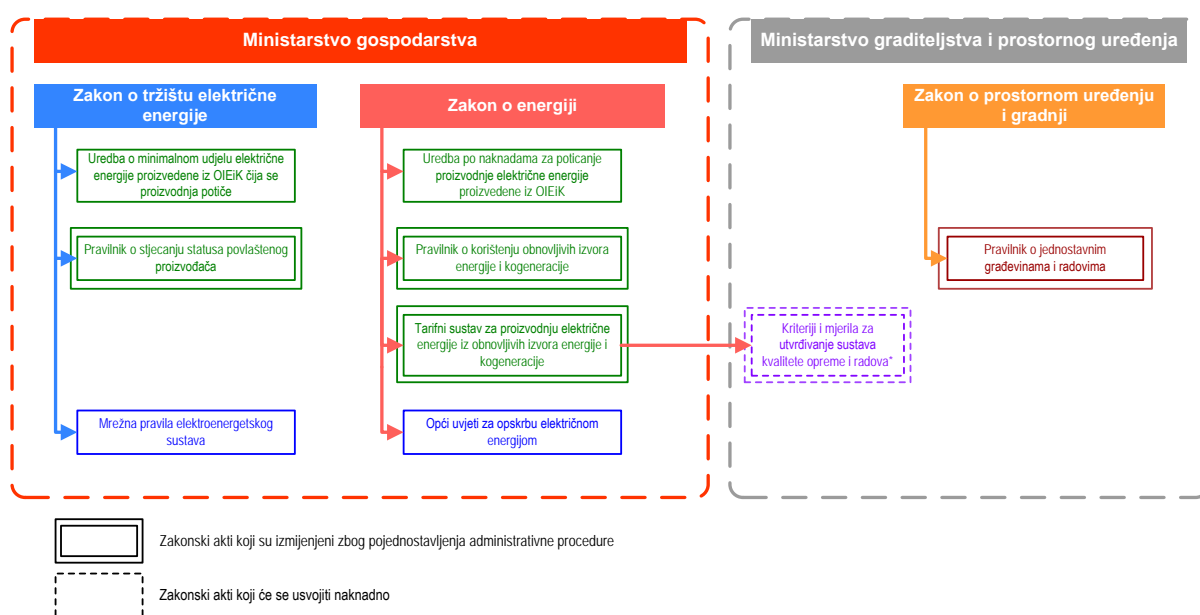 Ministarstvo gospodarstva
Ministarstvo graditeljstva i prostornog uređenja
Zakon o tržištu električne
energije
Zakon o energiji
Zakon o prostornom uređenju
i gradnji
Uredba o minimalnom udjelu električne
energije proizvedene iz OIEiK čija se
proizvodnja potiče
Uredba po naknadama za poticanje
proizvodnje električne energije
proizvedene iz OIEiK
Pravilnik o stjecanju statusa povlaštenog
proizvođača
Pravilnik o korištenju obnovljivih izvora
energije i kogeneracije
Pravilnik o jednostavnim
građevinama i radovima
Tarifni sustav za proizvodnju električne
energije iz obnovljivih izvora energije i
kogeneracije
Kriteriji i mjerila za
utvrđivanje sustava
kvalitete opreme i radova*
Mrežna pravila elektroenergetskog
sustava
Opći uvjeti za opskrbu električnom
energijom
Zakonski akti koji su izmijenjeni zbog pojednostavljenja administrativne procedure
Zakonski akti koji će se usvojiti naknadno